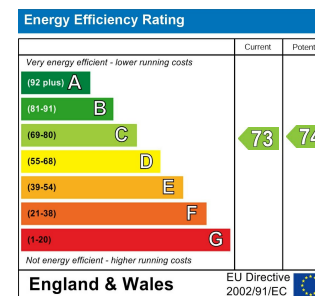 Energy Efficiency Rating
Current Potent
Very energy efficient - lower running costs
(92 plus) A
(81-91) B
(69-80) C 73 74
(55-68) D
(39-54) E
(21-38) F
(1-20) G
Not energy efficient - higher running costs
England & Wales
EU Directive
2002/91/EC